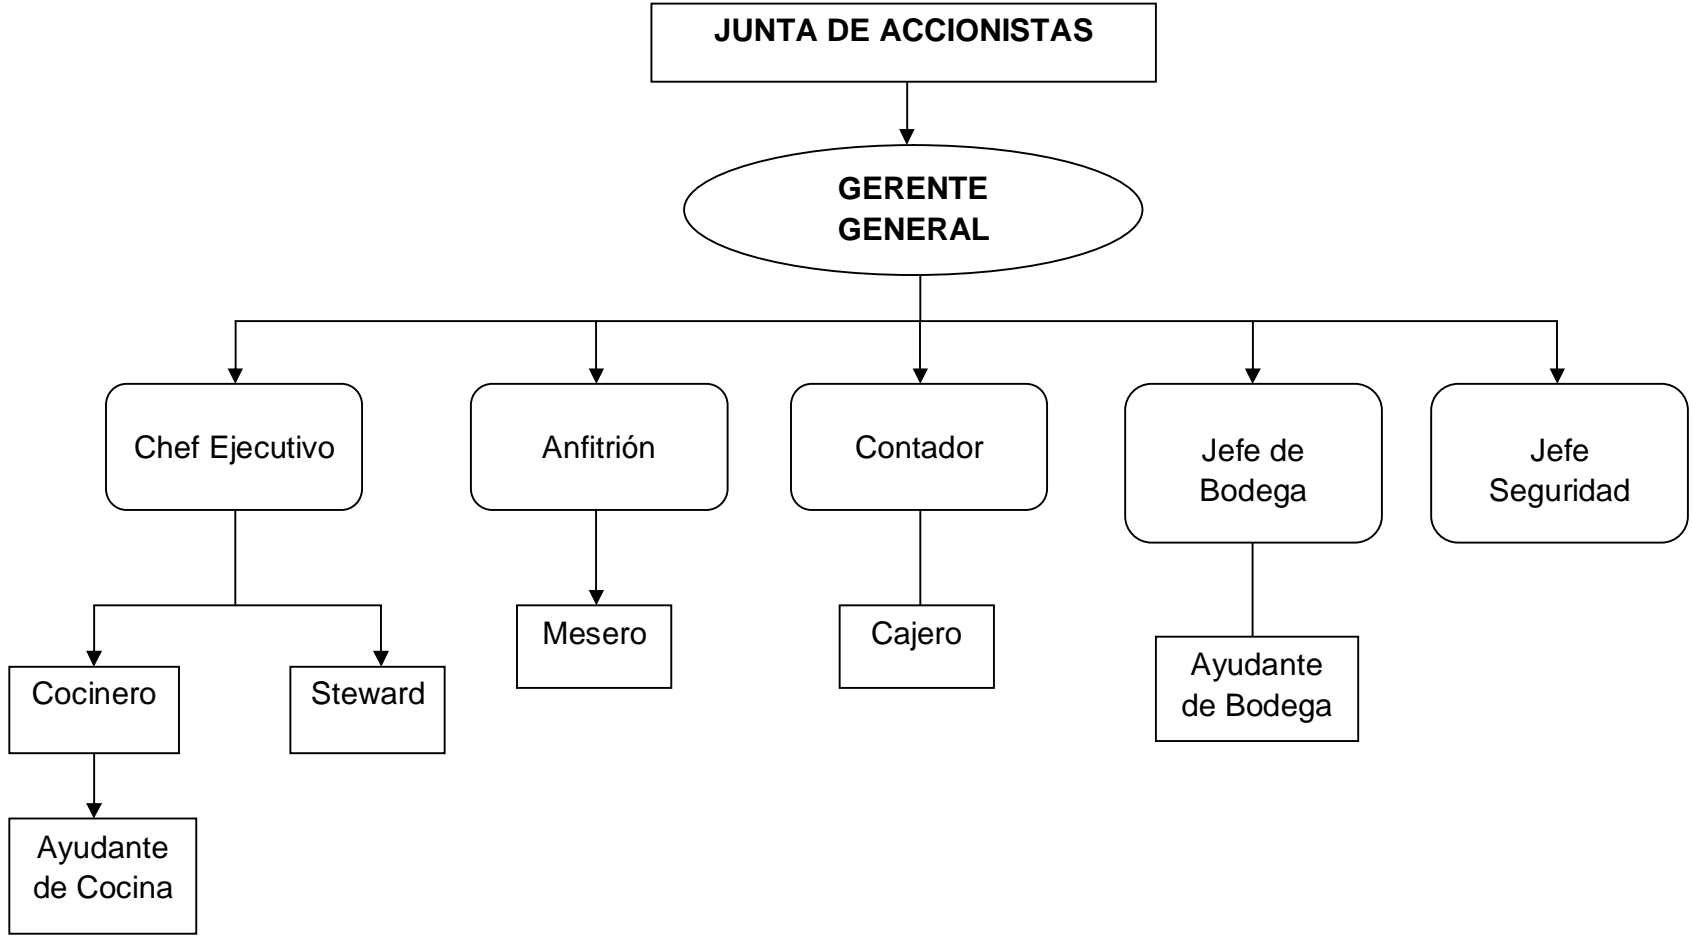 JUNTA DE ACCIONISTAS
GERENTE
GENERAL
Chef Ejecutivo
Anfitrión
Contador
Jefe de
Bodega
Jefe
Seguridad
Mesero
Cajero
Ayudante
de Bodega
Cocinero
Steward
Ayudante
de Cocina